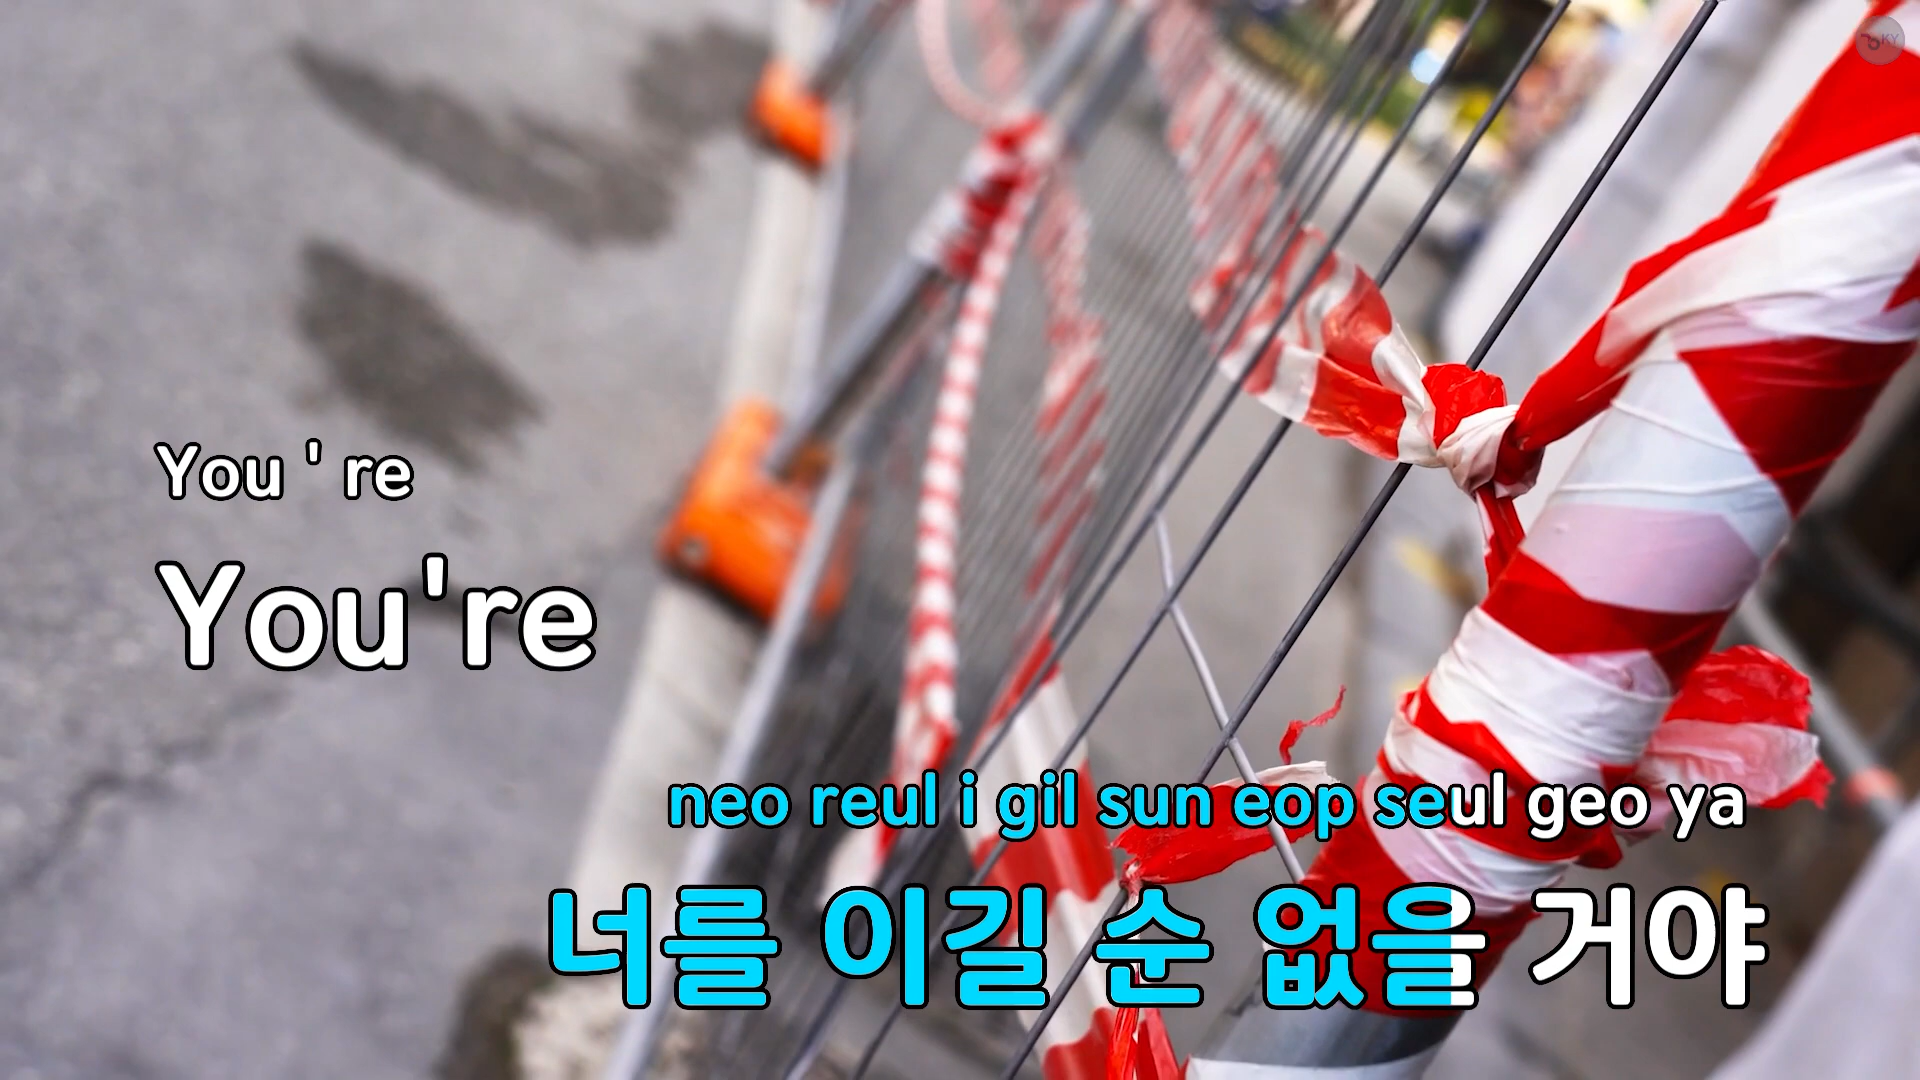 KY
You ' re
You're
neo reul i gil sun eop seul geo ya
너를 이길 순 없을 거야